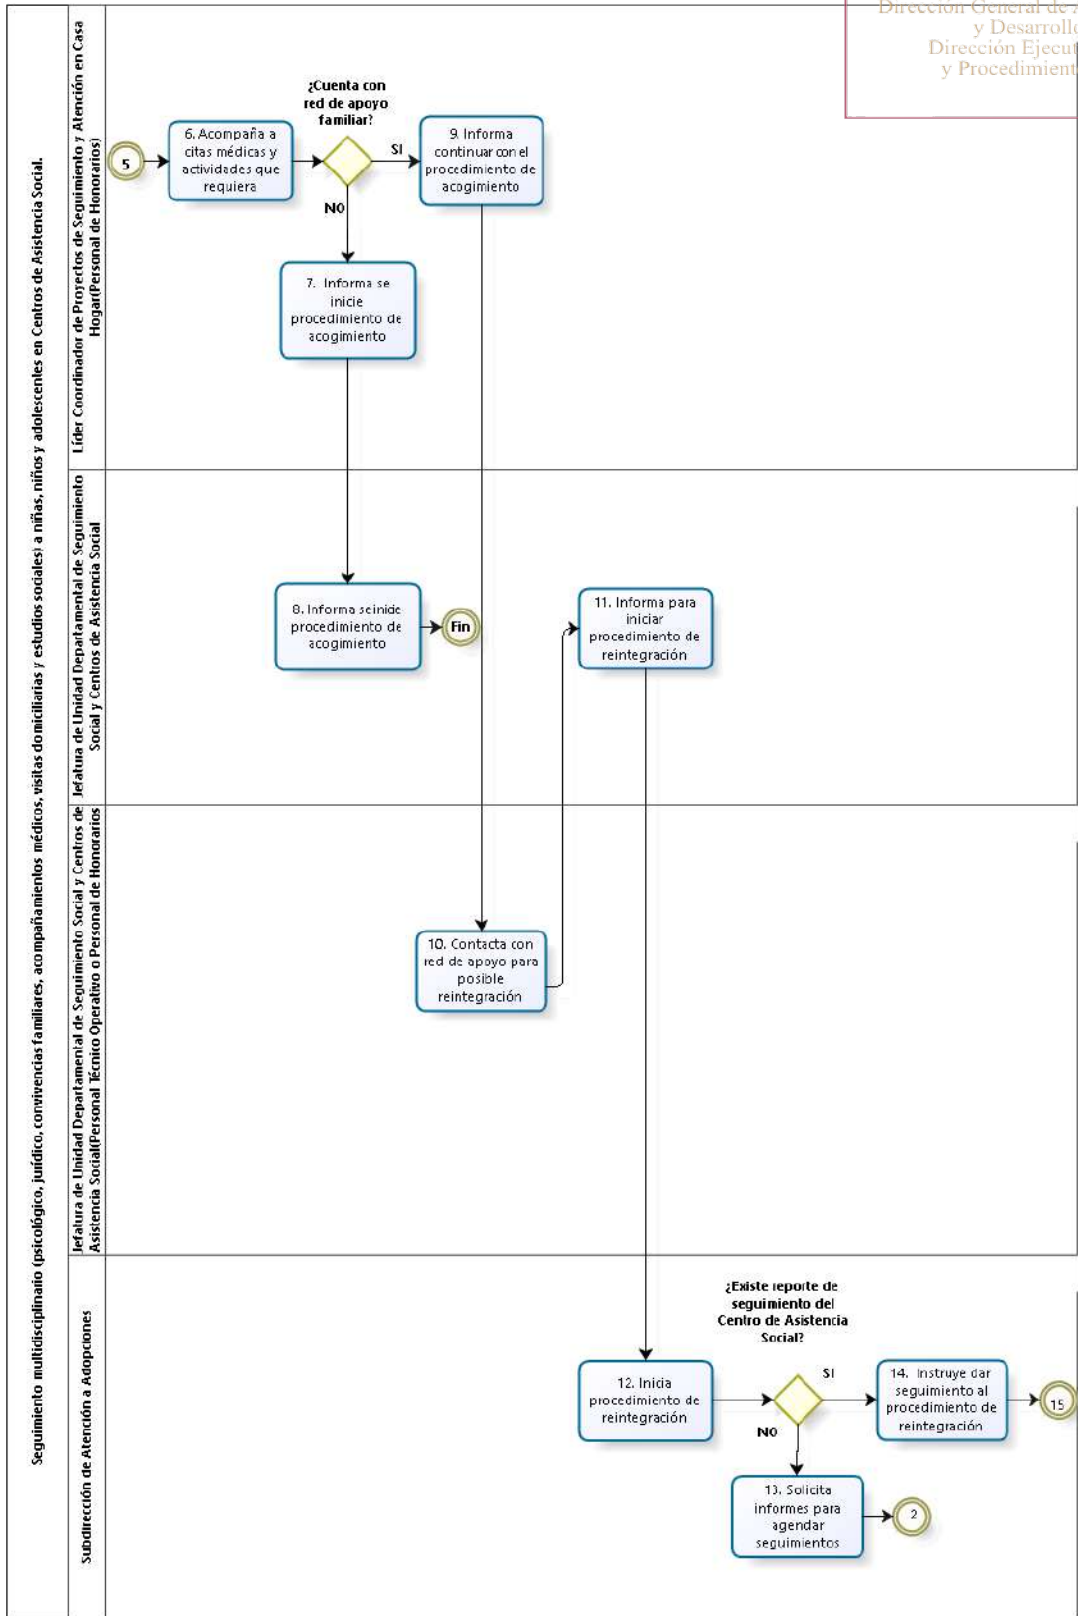 Dirección General de A
y Desarrollo
Dirección Ejecut
y Procedimient
Seguimiento multidisciplinario (psicológico, jurídico, convivencias familiares, acompañamientos médicos, visitas domiciliarias y estudios sociales) a niñas, niños y adolescentes en Centros de Asistencia Social.
Líder Coordinador de Proyectos de Seguimiento y Atención en Casa
Hogar(Personal de Honorarios)
5
6. Acompaña a
citas médicas y
actividades que
requiera
¿Cuenta con
red de apoyo
familiar?
SI
NO
9. Informa
continuar con el
procedimiento de
acogimiento
7. Informa se
inicie
procedimiento de
acogimiento
Jefatura de Unidad Departamental de Seguimiento
Social y Centros de Asistencia Social
8. Informa se inicie
procedimiento de
acogimiento
Fin
11. Informa para
iniciar
procedimiento de
reintegración
Jefatura de Unidad Departamental de Seguimiento Social y Centros de
Asistencia Social(Personal Técnico Operativo o Personal de Honorarios
10. Contacta con
red de apoyo para
posible
reintegración
Subdirección de Atención a Adopciones
12. Inicia
procedimiento de
reintegración
¿Existe reporte de
seguimiento del
Centro de Asistencia
Social?
SI
NO
14. Instruye dar
seguimiento al
procedimiento de
reintegración
15
13. Solicita
informes para
agendar
seguimientos
2